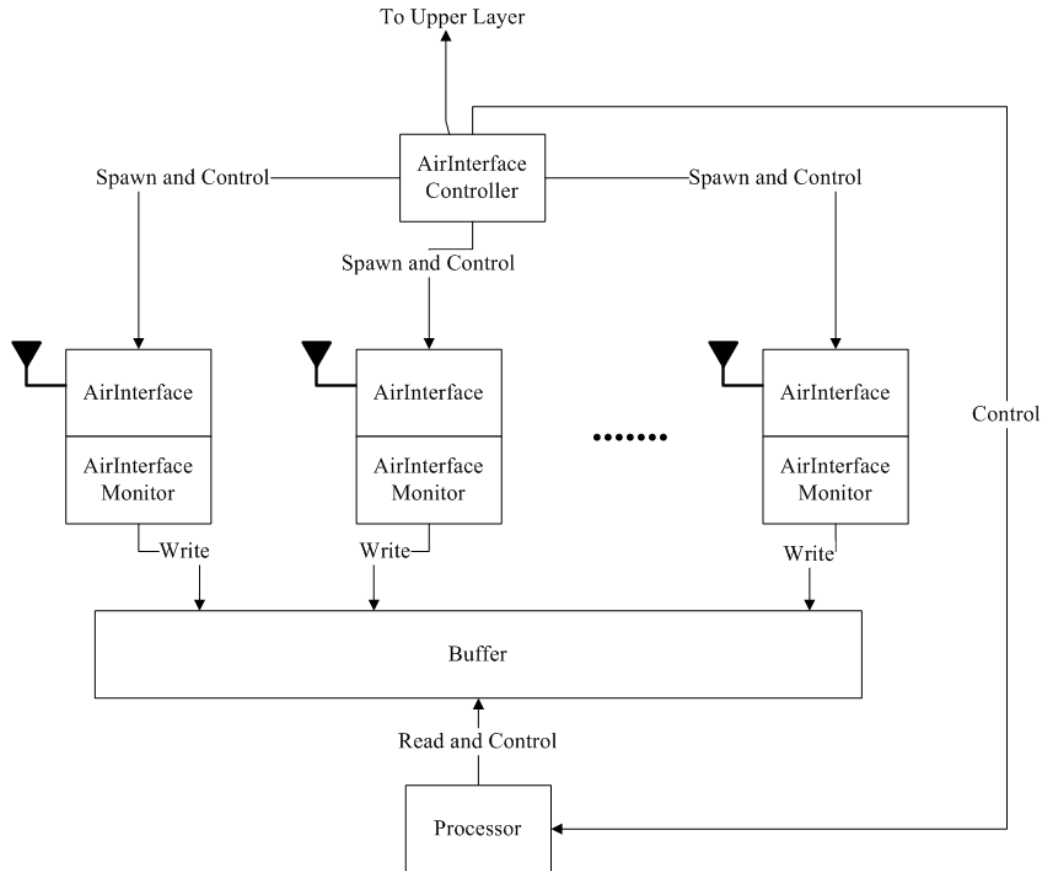 To Upper Layer
AirInterface
Controller
Spawn and Control
Spawn and Control
Spawn and Control
AirInterface
AirInterface
Monitor
AirInterface
AirInterface
Monitor
AirInterface
AirInterface
Monitor
Control
Write
Write
Write
Buffer
Read and Control
Processor